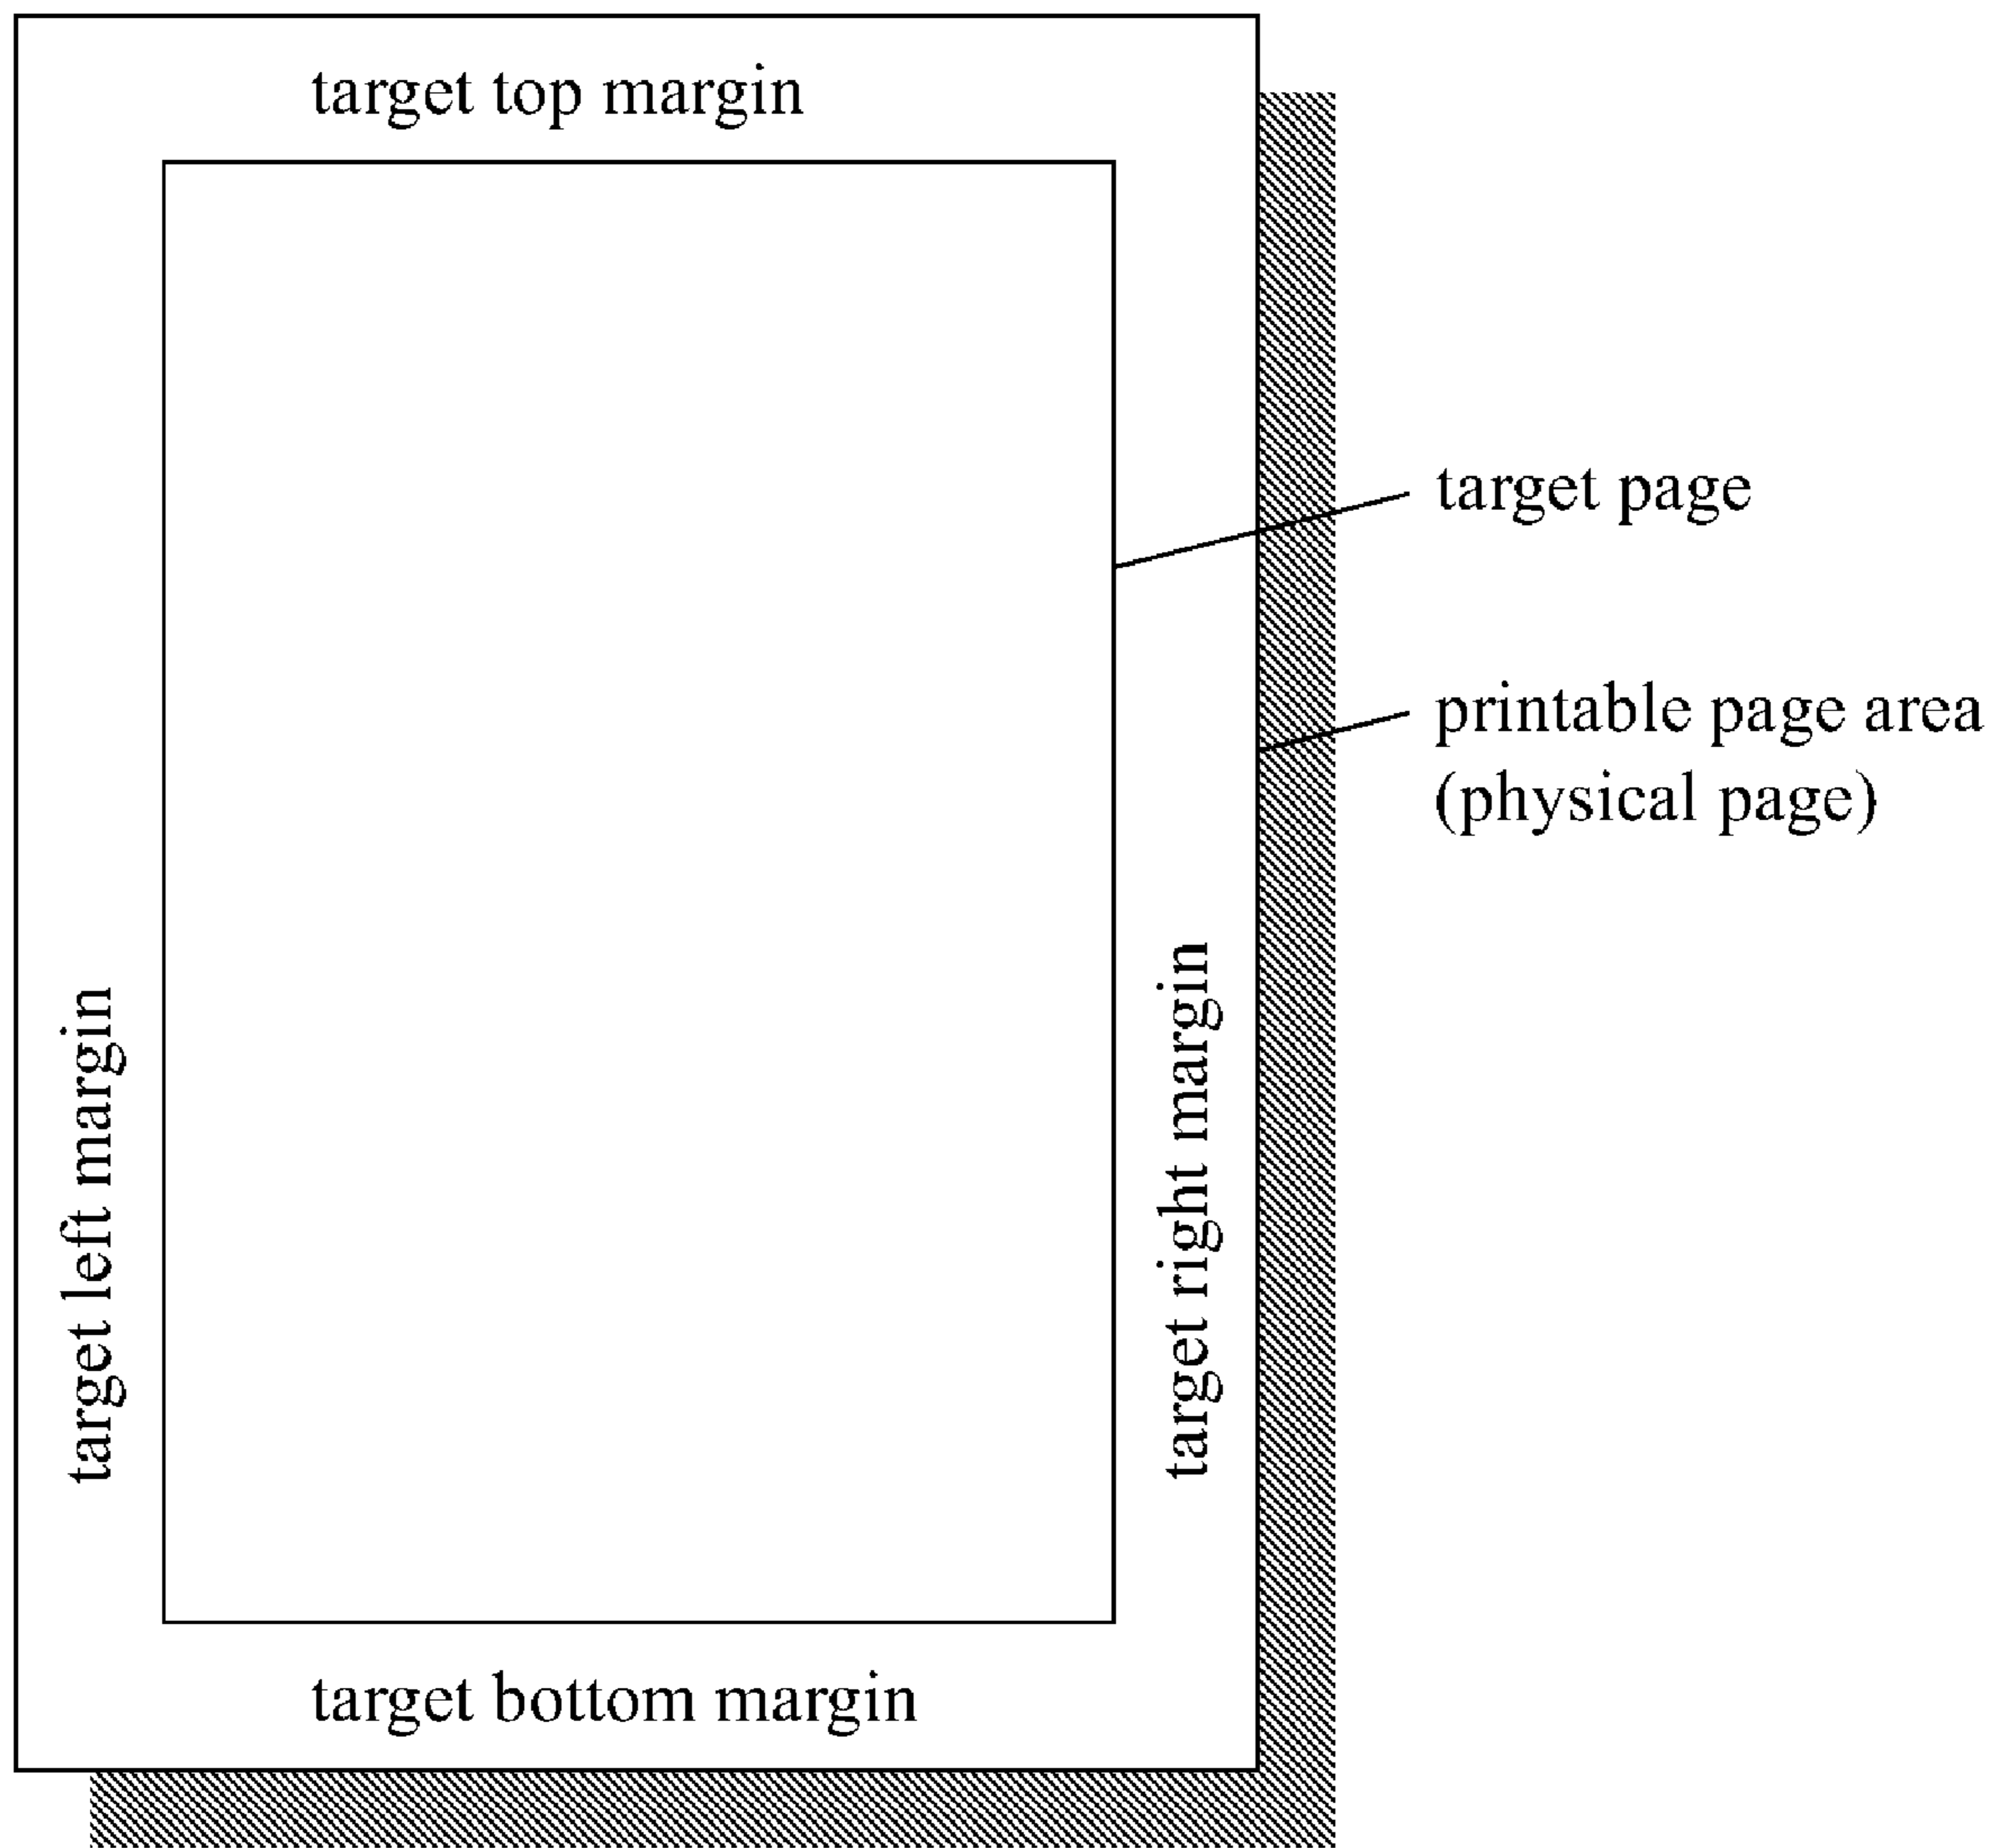 target top margin
target page
printable page area
(physical page)
target left margin
target right margin
target bottom margin